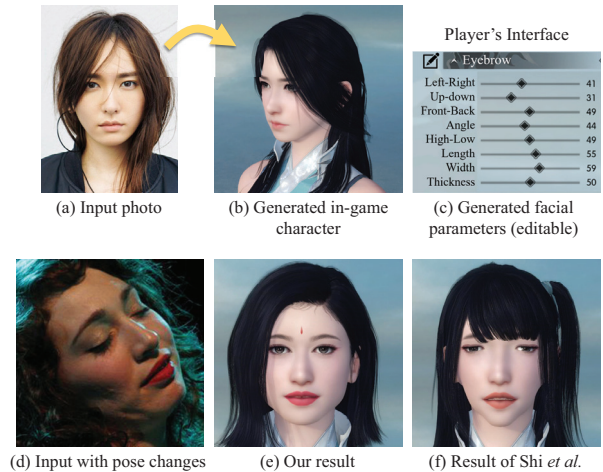 Player's Interface
Eyebrow
Left-Right 41
Up-down 31
Front-Back 49
Angle 44
High-Low 49
Length 55
Width 59
Thickness 50
(a) Input photo
(b) Generated in-game
character
(c) Generated facial
parameters (editable)
(d) Input with pose changes
(e) Our result
(f) Result of Shi et al.